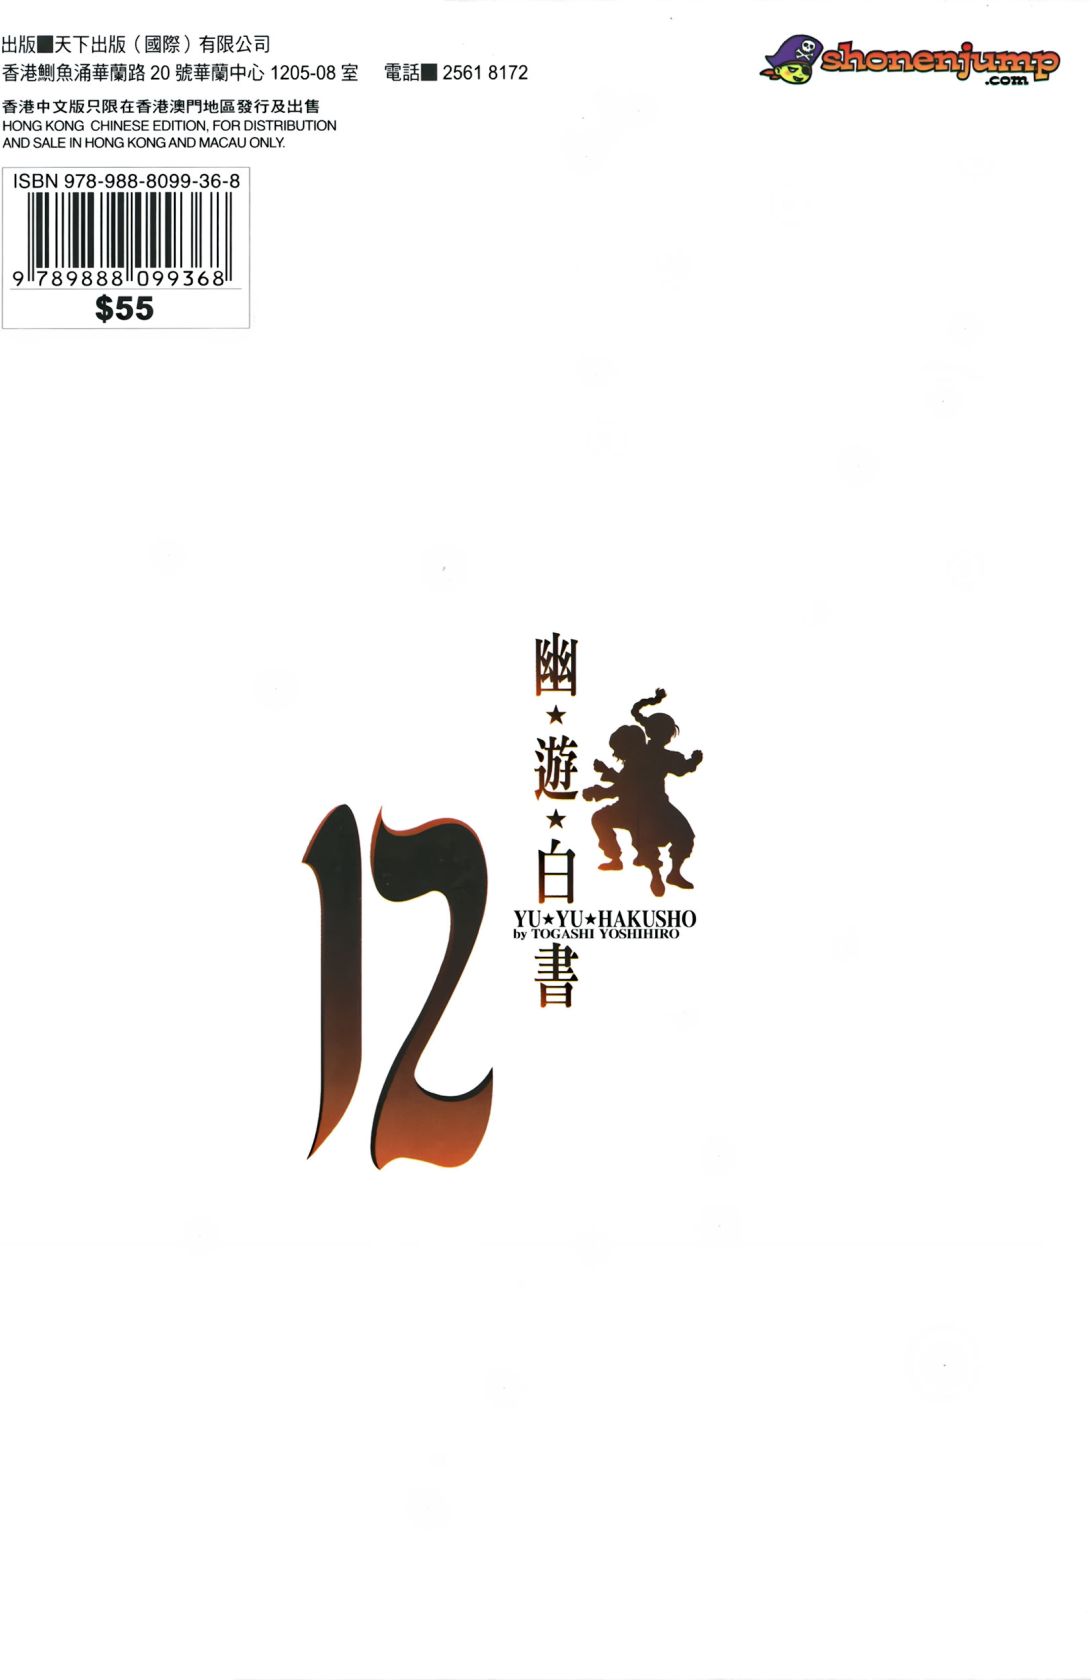 出版■天下出版（國際）有限公司
香港鰂魚涌華蘭路 20 號華蘭中心 1205-08 室 電話■ 2561 8172
香港中文版只限在香港澳門地區發行及出售
HONG KONG CHINESE EDITION, FOR DISTRIBUTION
AND SALE IN HONG KONG AND MACAU ONLY.
ISBN 978-988-8099-36-8
9 789888 099368
$55
shonenjump
.com
幽★遊★白書
YU★YU★HAKUSHO
by TOGASHI YOSHIHIRO
12